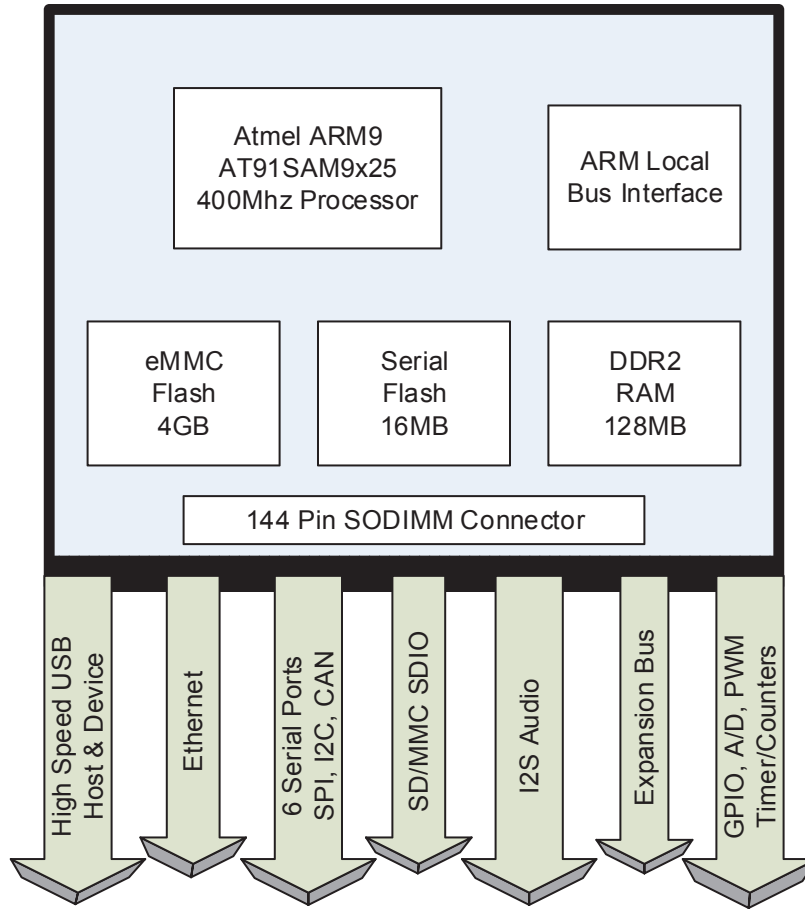 Atmel ARM9
AT91SAM9x25
400Mhz Processor
ARM Local
Bus Interface
eMMC
Flash
4GB
Serial
Flash
16MB
DDR2
RAM
128MB
144 Pin SODIMM Connector
High Speed USB
Host & Device
Ethernet
6 Serial Ports
SPI, I2C, CAN
SD/MMC SDIO
I2S Audio
Expansion Bus
GPIO, A/D, PWM
Timer/Counters